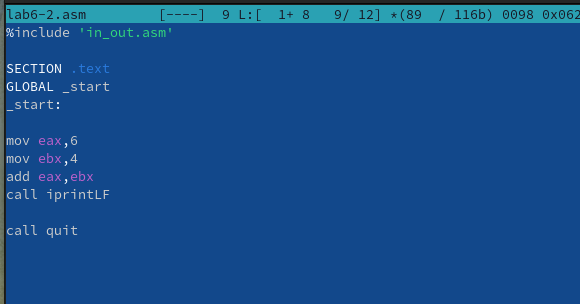 lab6-2.asm [----] 9 L:[ 1+ 8 9/ 12] *(89 / 116b) 0098 0x062
%include 'in_out.asm'
SECTION .text
GLOBAL _start
_start:
mov eax,6
mov ebx,4
add eax,ebx
call iprintLF
call quit